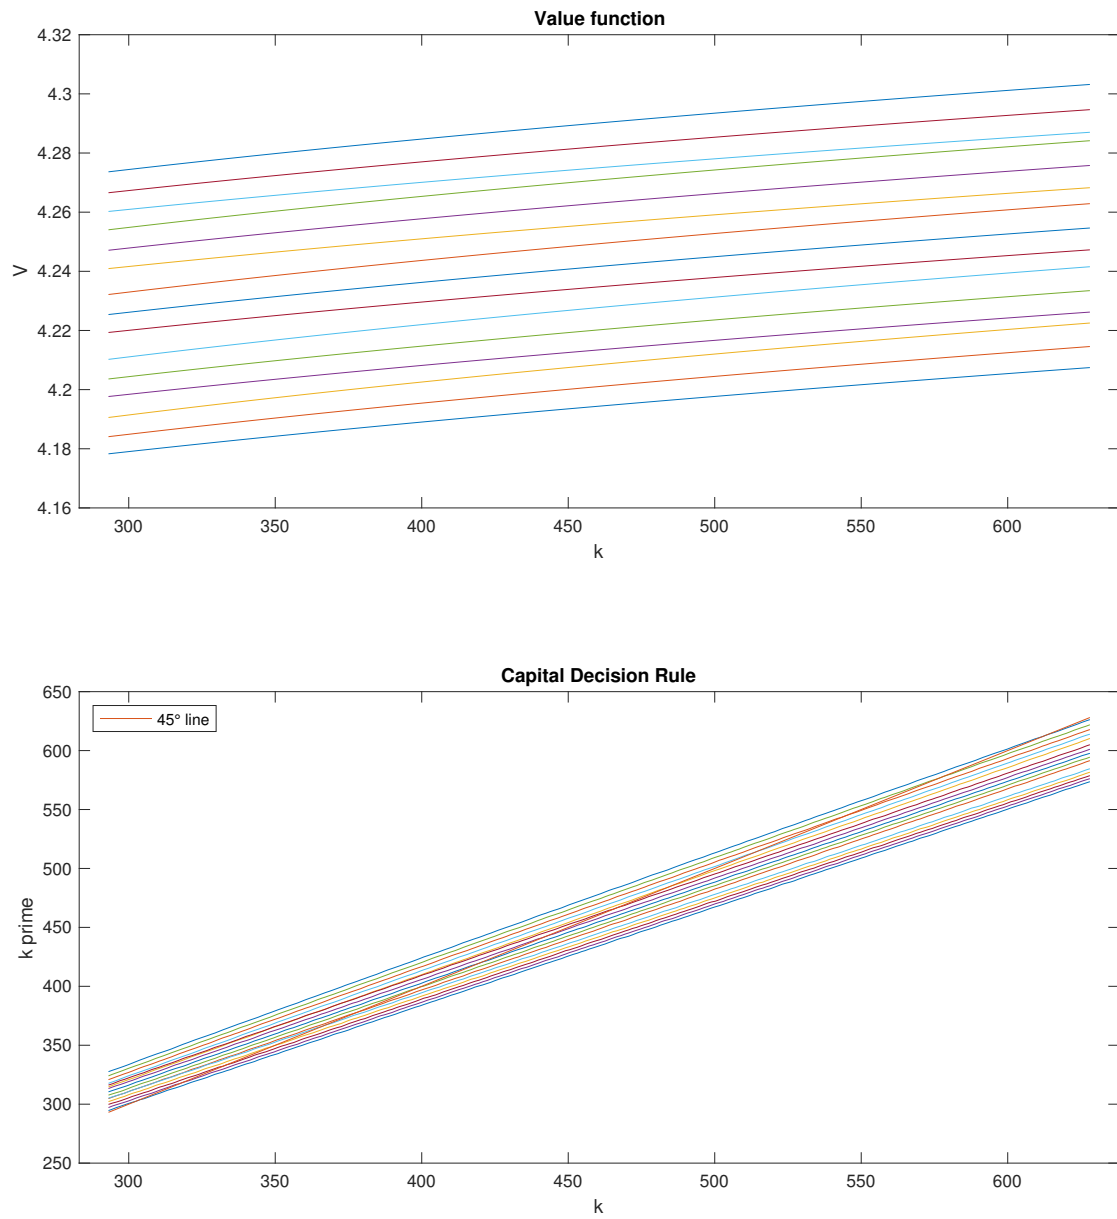 Value function
4.32
4.3
4.28
4.26
4.24
4.22
4.2
4.18
4.16
V
300 350 400 450 500 550 600
k
Capital Decision Rule
650
600
550
500
450
400
350
300
250
k prime
45° line
300 350 400 450 500 550 600
k